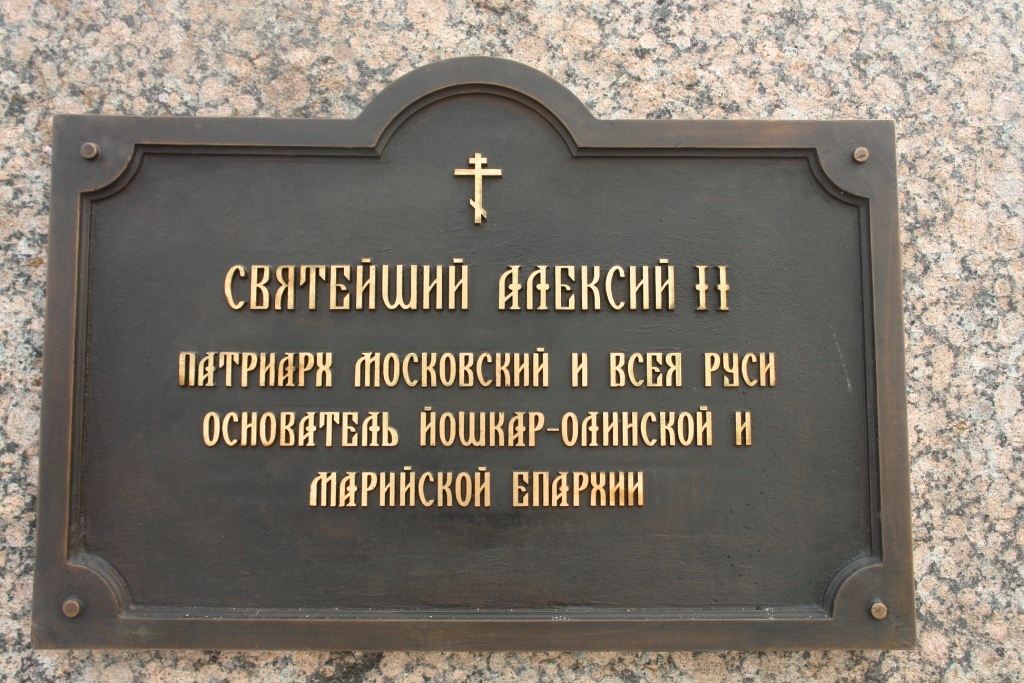 СВЯТЕЙШИЙ АЛЕКСИЙ II
ПАТРИАРХ МОСКОВСКИЙ И ВСЕЯ РУСИ
ОСНОВАТЕЛЬ ЙОШКАР-ОЛИНСКОЙ И
МАРИЙСКОЙ ЕПАРХИИ